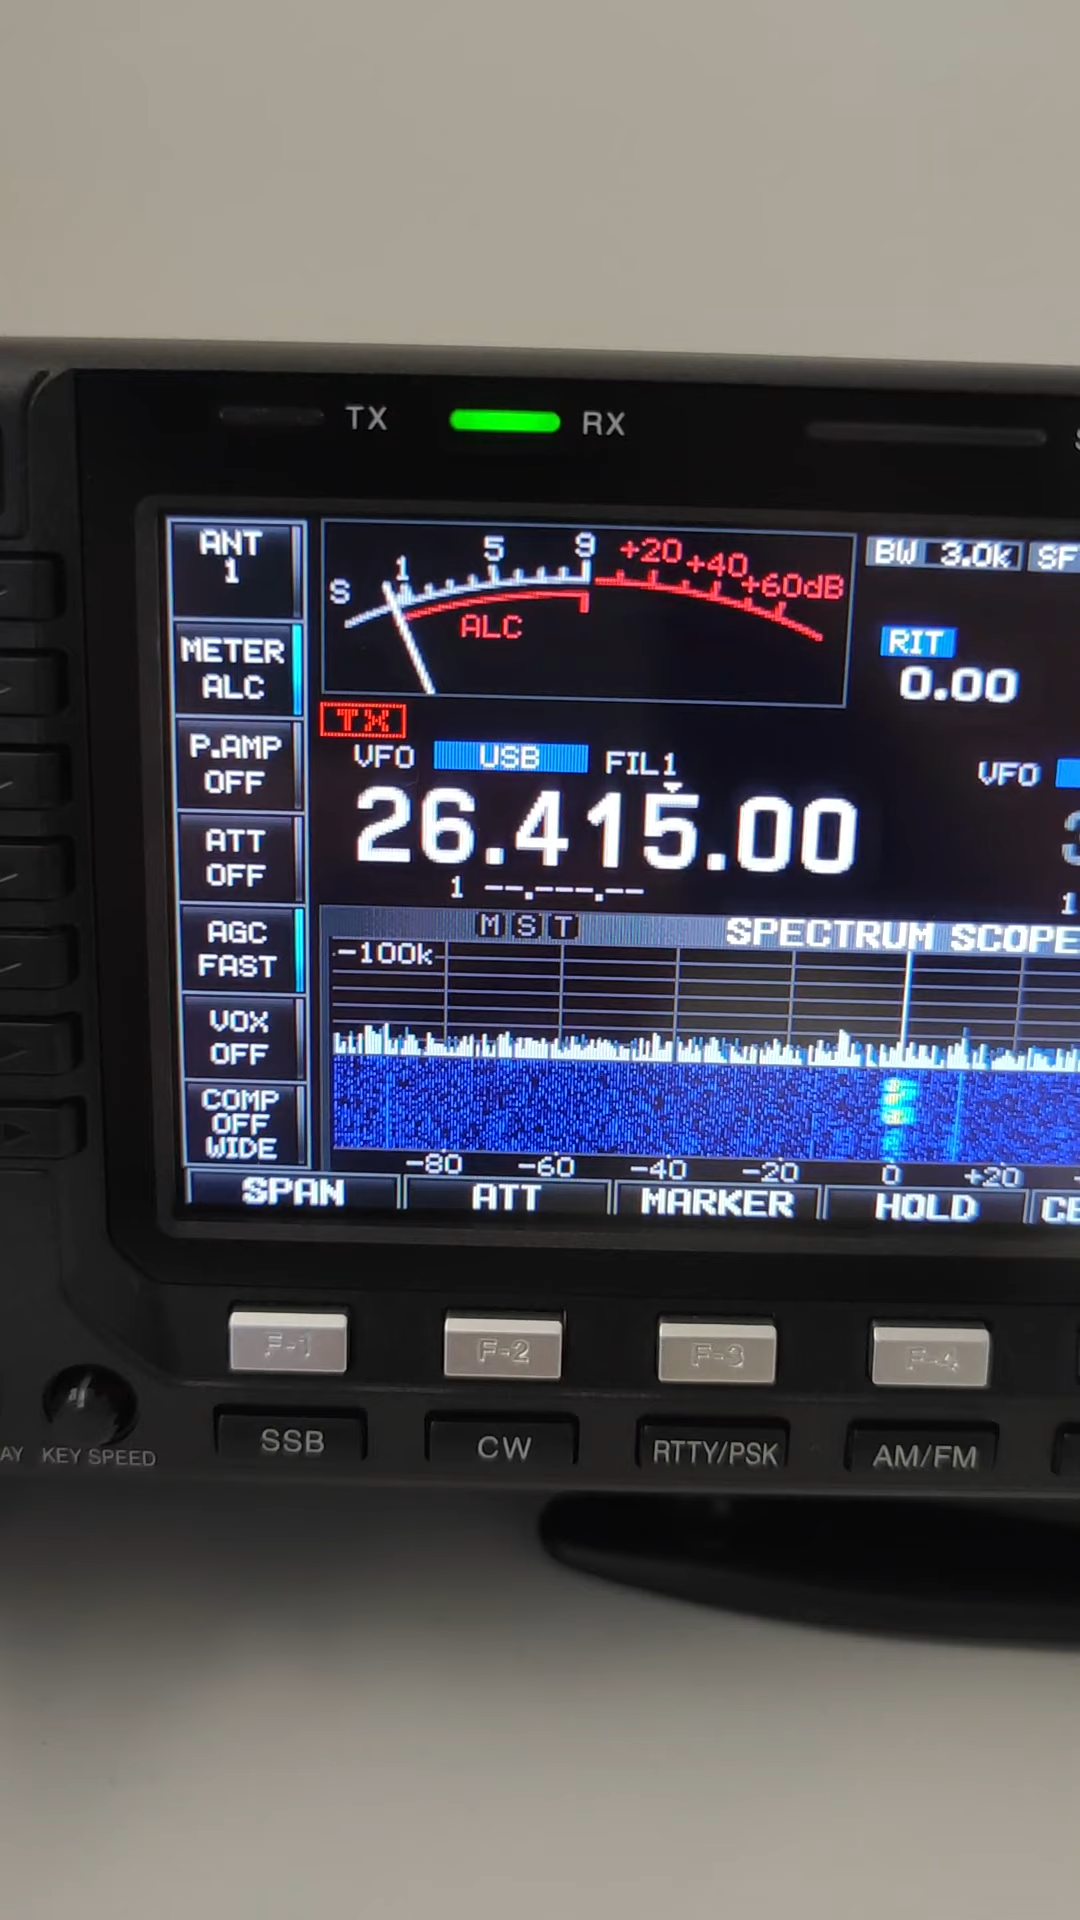 TX RX
ANT
1
METER
ALC
P.AMP
OFF
ATT
OFF
AGC
FAST
VOX
OFF
COMP
OFF
WIDE
S 1 5 9 +20 +40 +60dB
ALC
BW 3.0k SF
RIT
0.00
TX
VFO USB FIL1
VFO
26.415.00
1 --.---.--
1
M S T
SPECTRUM SCOPE
-100k
-80 -60 -40 -20 0 +20
SPAN ATT MARKER HOLD
F-1 F-2 F-3 F-4
KEY SPEED
SSB CW RTTY/PSK AM/FM